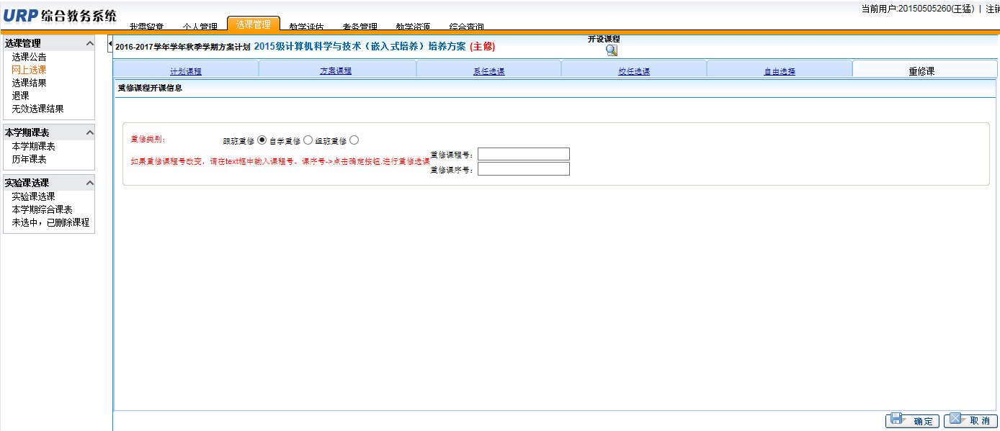 URP综合教务系统
当前用户:20150505260(王猛) | 注销
我要留章 个人管理 选课管理 教学评估 考务管理 教学资源 综合查询
选课管理
选课公告
网上选课
选课结果
退课
无效选课结果
本学期课表
本学期课表
历年课表
实验课选课
实验课选课
本学期综合课表
未选中，已删除课程
2016-2017学年学年秋季学期方案计划 2015级计算机科学与技术（嵌入式培养）培养方案 (主修)
开设课程
计划课程 方案课程 系任选课 校任选课 自由选择 重修课
重修课程开课信息
重修类别: 跟班重修 自学重修 组班重修
如果重修课程号改变，请在text框中输入课程号、课序号->点击确定按钮,进行重修选课
重修课程号:
重修课序号:
确定 取消